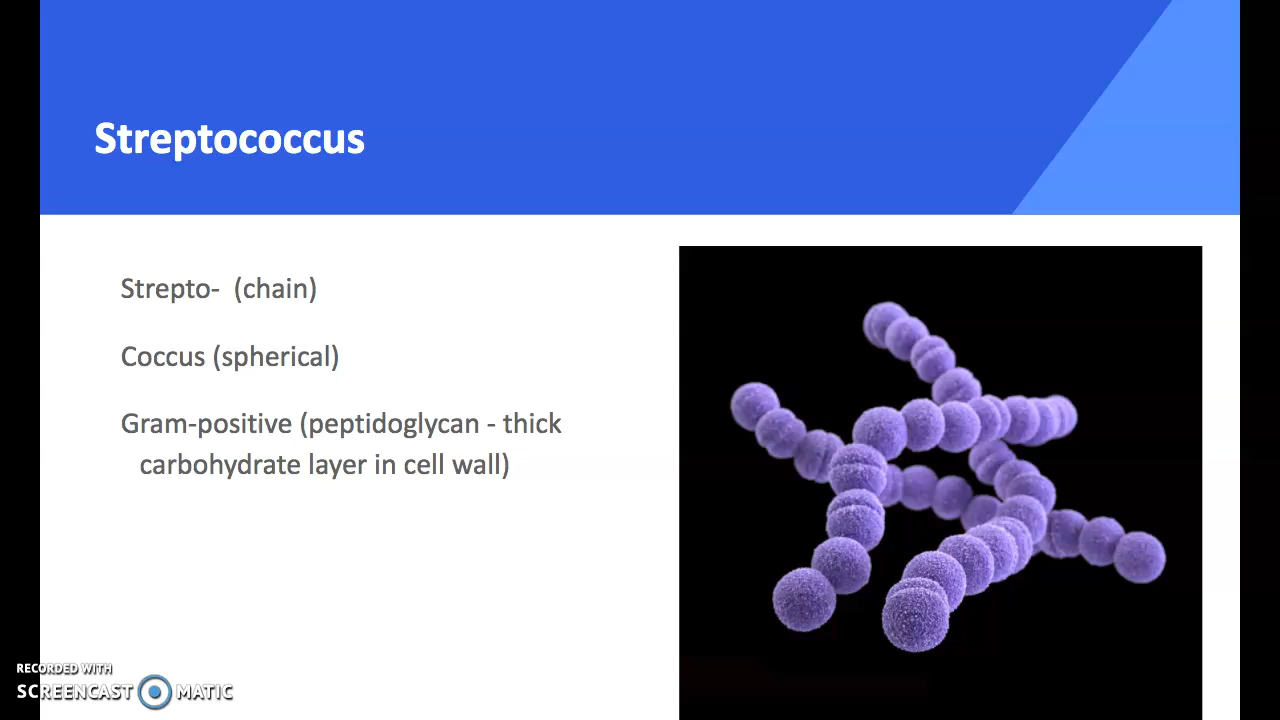 Streptococcus
Strepto-  (chain)
Coccus (spherical)
Gram-positive (peptidoglycan - thick
carbohydrate layer in cell wall)
RECORDED WITH
SCREENCAST MATIC